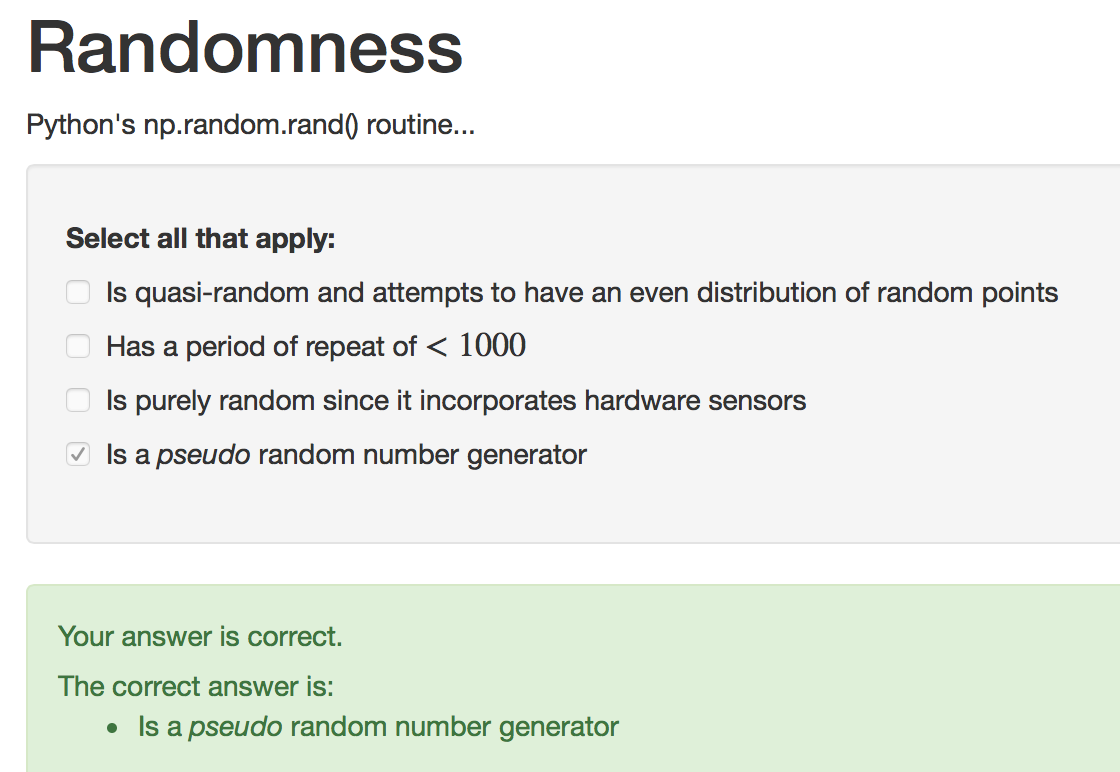 Randomness
Python's np.random.rand() routine...
Select all that apply:
Is quasi-random and attempts to have an even distribution of random points
Has a period of repeat of < 1000
Is purely random since it incorporates hardware sensors
Is a pseudo random number generator
Your answer is correct.
The correct answer is:
• Is a pseudo random number generator